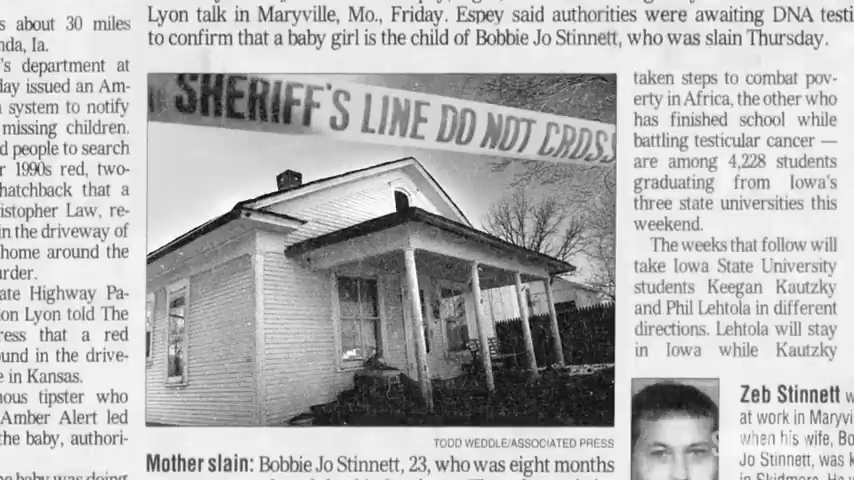 Lyon talk in Maryville, Mo., Friday. Espey said authorities were awaiting DNA testi
to confirm that a baby girl is the child of Bobbie Jo Stinnett, who was slain Thursday.
s about 30 miles
nda, Ia.
's department at
day issued an Am-
system to notify
missing children.
d people to search
r 1990s red, two-
hatchback that a
istopher Law, re-
in the driveway of
home around the
urder.
ate Highway Pa-
on Lyon told The
ress that a red
und in the drive-
e in Kansas.
ous tipster who
Amber Alert led
the baby, authori-
SHERIFF'S LINE DO NOT CROSS
TODD WEDDLE/ASSOCIATED PRESS
Mother slain: Bobbie Jo Stinnett, 23, who was eight months
taken steps to combat pov-
erty in Africa, the other who
has finished school while
battling testicular cancer —
are among 4,228 students
graduating from Iowa's
three state universities this
weekend.
The weeks that follow will
take Iowa State University
students Keegan Kautzky
and Phil Lehtola in different
directions. Lehtola will stay
in Iowa while Kautzky
Zeb Stinnett w
at work in Maryvi
when his wife, Bo
Jo Stinnett, was k